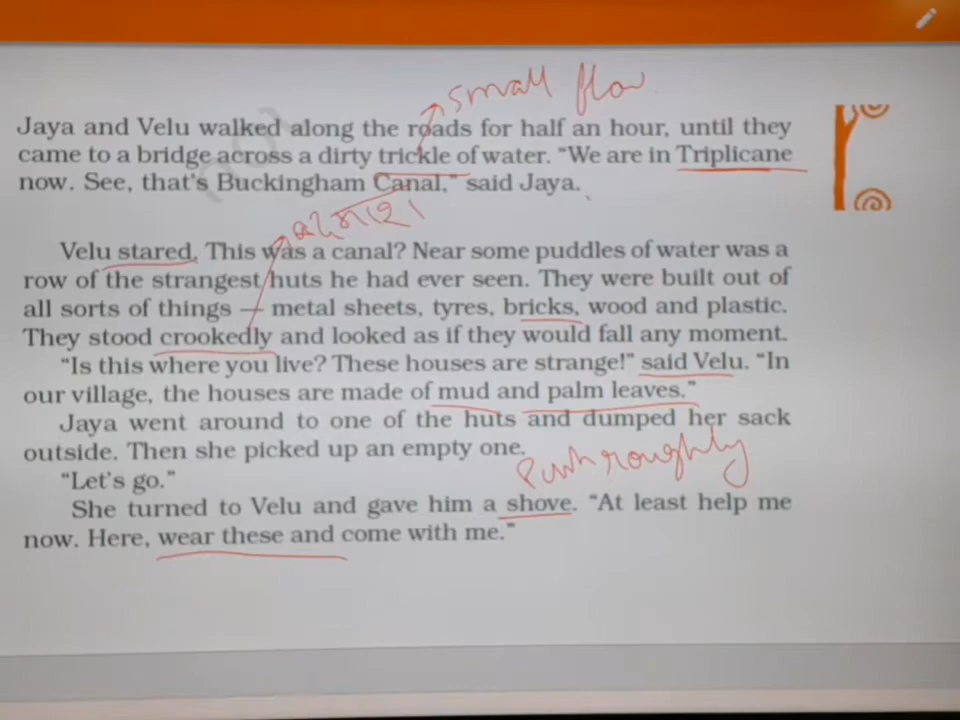 small flow
Jaya and Velu walked along the roads for half an hour, until they
came to a bridge across a dirty trickle of water. “We are in Triplicane
now. See, that's Buckingham Canal,” said Jaya.
Velu stared. This was a canal? Near some puddles of water was a
row of the strangest huts he had ever seen. They were built out of
all sorts of things — metal sheets, tyres, bricks, wood and plastic.
They stood crookedly and looked as if they would fall any moment.
“Is this where you live? These houses are strange!” said Velu. “In
our village, the houses are made of mud and palm leaves.”
Jaya went around to one of the huts and dumped her sack
outside. Then she picked up an empty one.
Push roughly
“Let's go.”
She turned to Velu and gave him a shove. “At least help me
now. Here, wear these and come with me.”